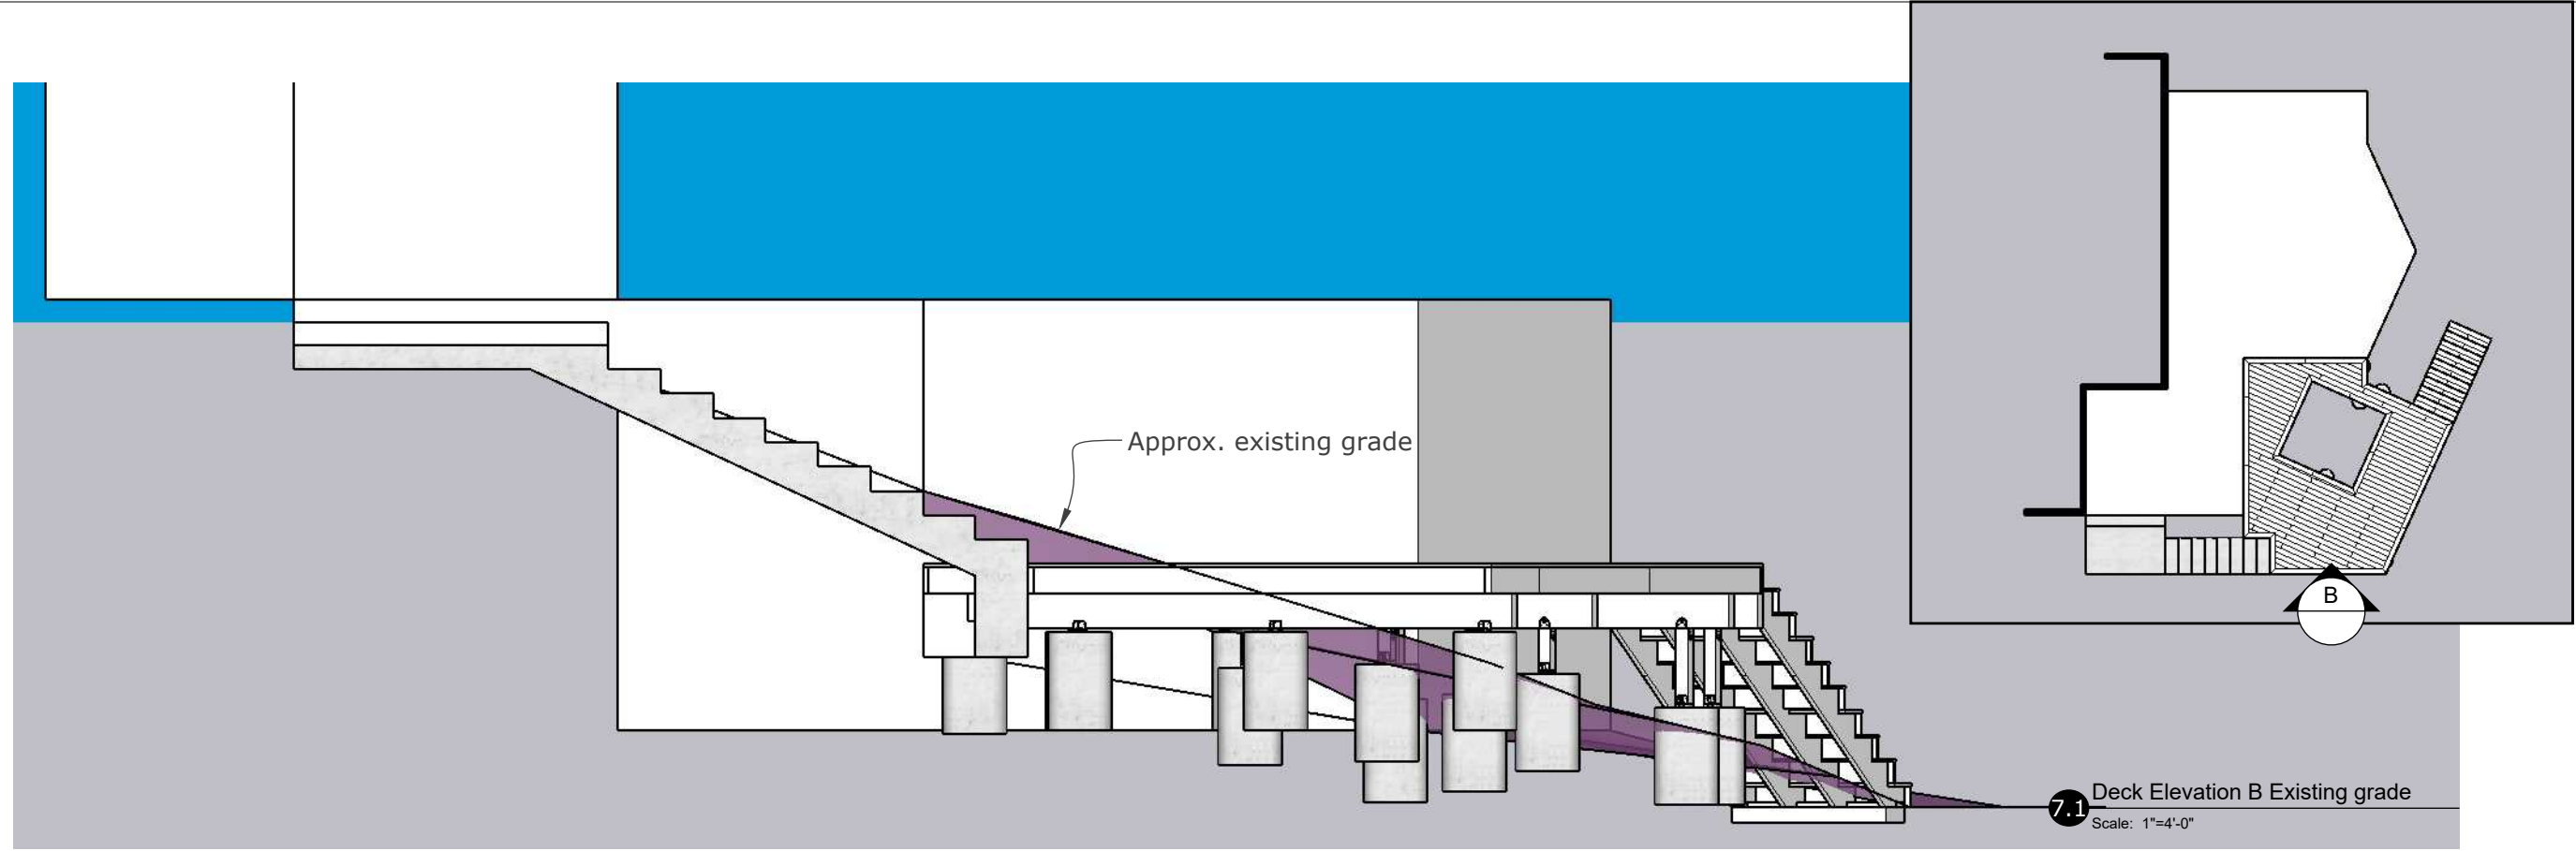 Approx. existing grade
B
7.1
Deck Elevation B Existing grade
Scale: 1"=4'-0"